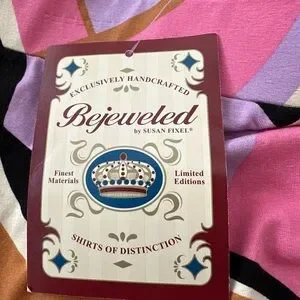 EXCLUSIVELY HANDCRAFTED
Bejeweled
by SUSAN FIXEL®
Finest Materials
Limited Editions
SHIRTS OF DISTINCTION